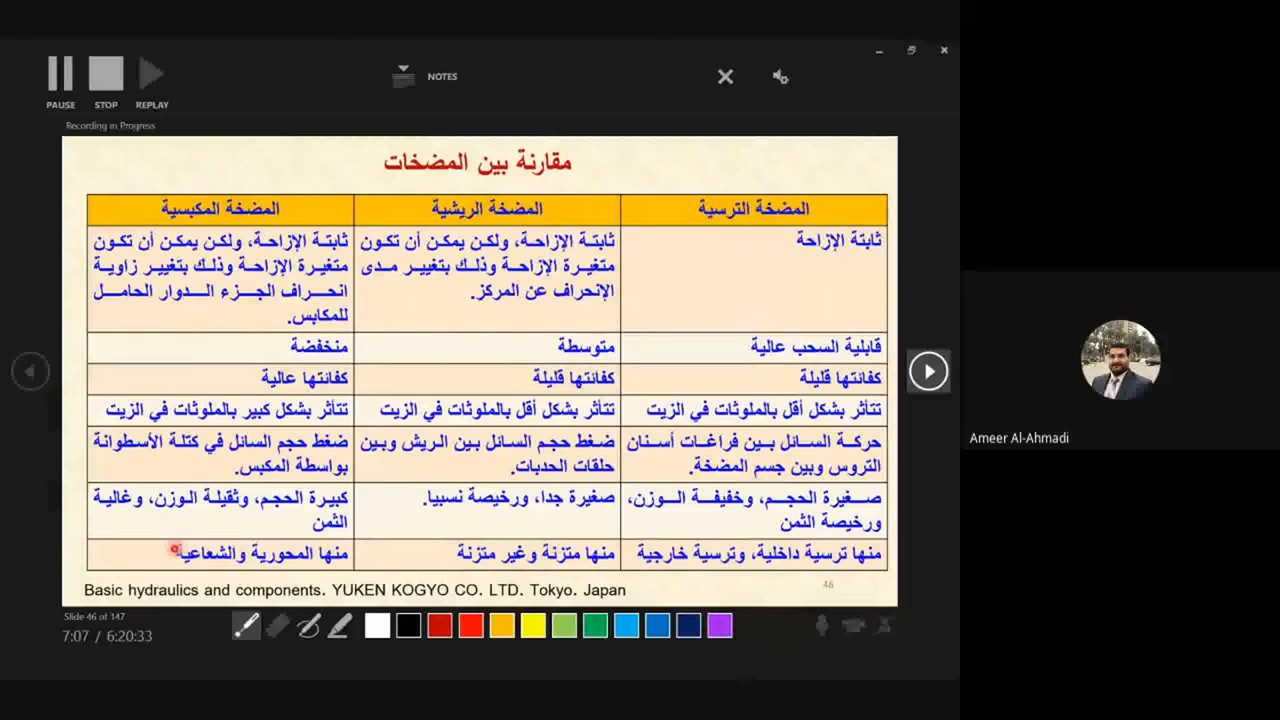 PAUSE
STOP
REPLAY
NOTES
Recording in Progress
مقارنة بين المضخات
المضخة الترسية
المضخة الريشية
المضخة المكبسية
ثابتة الإزاحة
ثابتة الإزاحة، ولكن يمكن أن تكون
متغيرة الإزاحة وذلك بتغيير مدى
الإنحراف عن المركز.
ثابتة الإزاحة، ولكن يمكن أن تكون
متغيرة الإزاحة وذلك بتغيير زاوية
انحراف الجزء الدوار الحامل
للمكابس.
قابلية السحب عالية
متوسطة
منخفضة
كفائتها قليلة
كفائتها قليلة
كفائتها عالية
تتأثر بشكل أقل بالملوثات في الزيت
تتأثر بشكل أقل بالملوثات في الزيت
تتأثر بشكل كبير بالملوثات في الزيت
حركة السائل بين فراغات أسنان
التروس وبين جسم المضخة.
ضغط حجم السائل بين الريش وبين
حلقات الحدبات.
ضغط حجم السائل في كتلة الأسطوانة
بواسطة المكبس.
صغيرة الحجم، وخفيفة الوزن،
ورخيصة الثمن
صغيرة جدا، ورخيصة نسبيا.
كبيرة الحجم، وثقيلة الوزن، وغالية
الثمن
منها ترسية داخلية، وترسية خارجية
منها متزنة وغير متزنة
منها المحورية والشعاعية
Basic hydraulics and components. YUKEN KOGYO CO. LTD. Tokyo. Japan
46
Slide 46 of 147
7:07 / 6:20:33
Ameer Al-Ahmadi